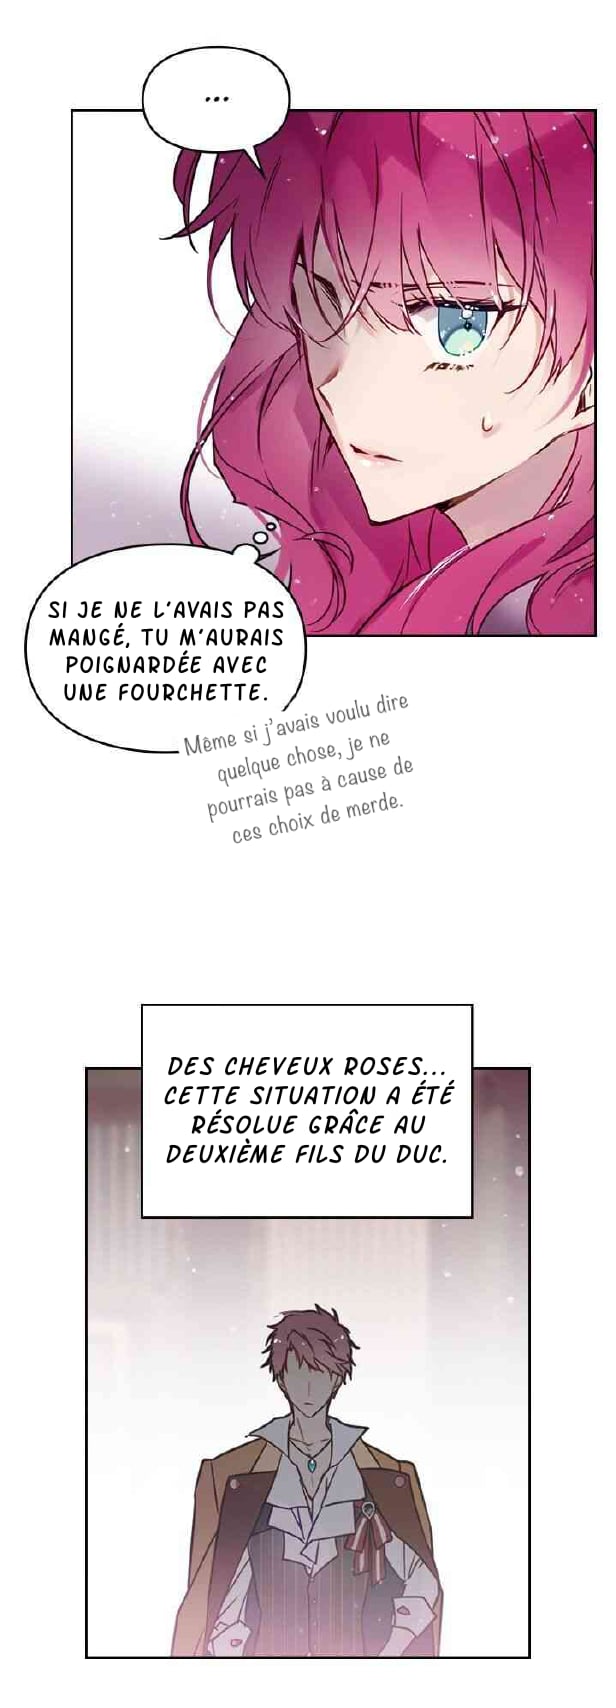 ...
SI JE NE L'AVAIS PAS
MANGÉ, TU M'AURAIS
POIGNARDÉE AVEC
UNE FOURCHETTE.
Même si j'avais voulu dire
quelque chose, je ne
pourrais pas à cause de
ces choix de merde.
DES CHEVEUX ROSES...
CETTE SITUATION A ÉTÉ
RÉSOLUE GRÂCE AU
DEUXIÈME FILS DU DUC.